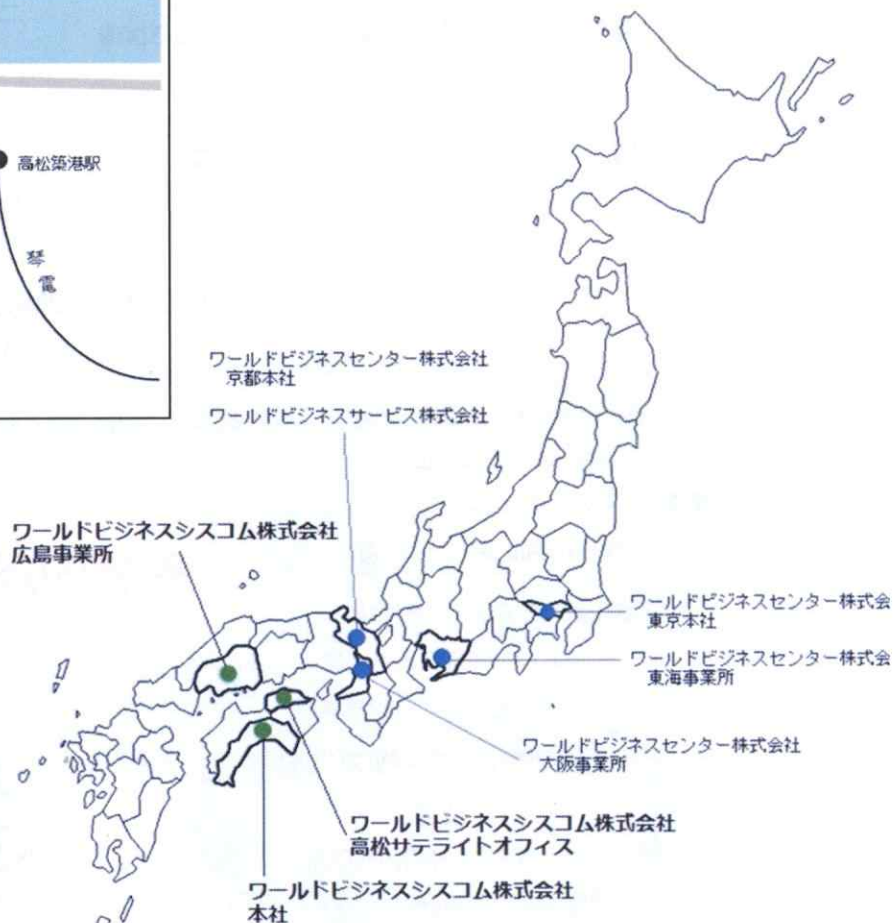 高松築港駅
琴電
ワールドビジネスセンター株式会社
京都本社
ワールドビジネスサービス株式会社
ワールドビジネスシスコム株式会社
広島事業所
ワールドビジネスセンター株式会
東京本社
ワールドビジネスセンター株式会
東海事業所
ワールドビジネスセンター株式会社
大阪事業所
ワールドビジネスシスコム株式会社
高松サテライトオフィス
ワールドビジネスシスコム株式会社
本社